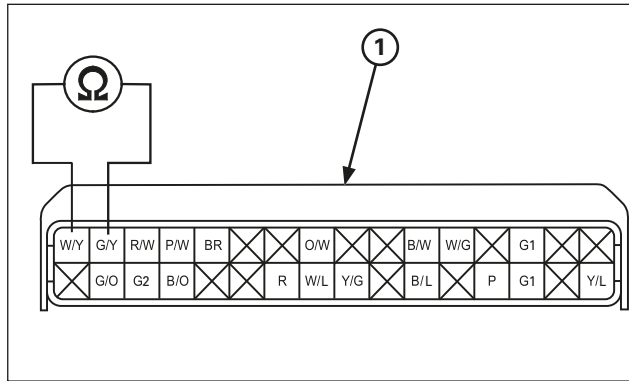 1
Ω
W/Y G/Y R/W P/W BR O/W B/W W/G G1
G/O G2 B/O R W/L Y/G B/L P G1 Y/L